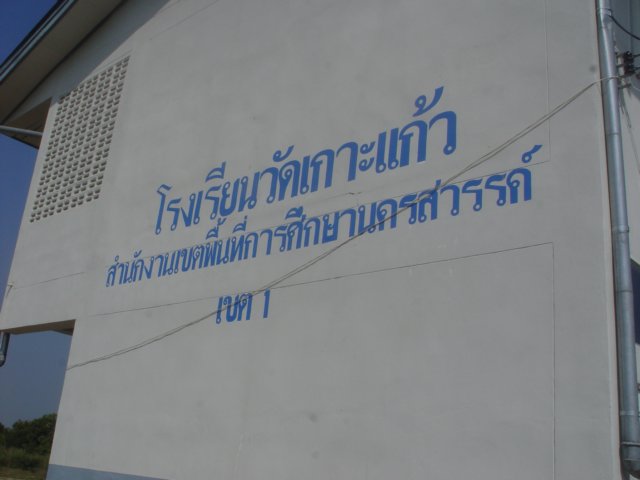 โรงเรียนวัดเกาะแก้ว
สำนักงานเขตพื้นที่การศึกษานครสวรรค์
เขต 1